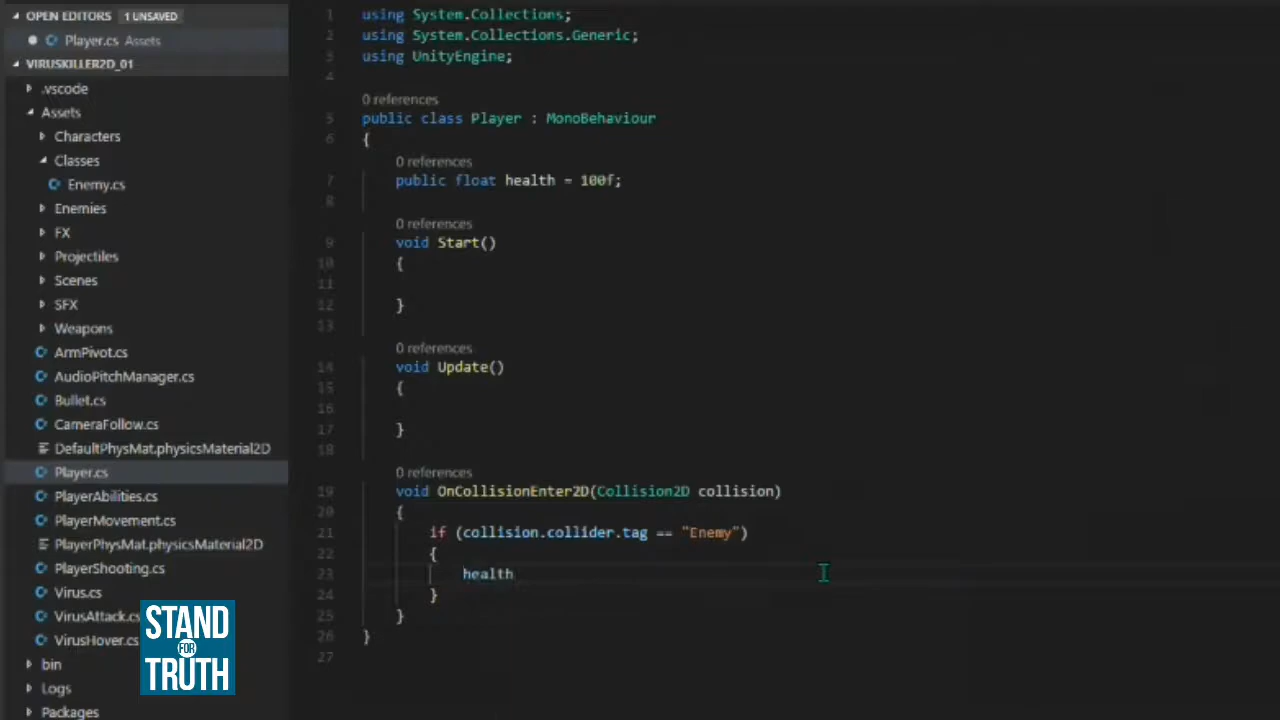 OPEN EDITORS 1 UNSAVED
Player.cs Assets
VIRUSKILLER2D_01
.vscode
Assets
Characters
Classes
Enemy.cs
Enemies
FX
Projectiles
Scenes
SFX
Weapons
ArmPivot.cs
AudioPitchManager.cs
Bullet.cs
CameraFollow.cs
DefaultPhysMat.physicsMaterial2D
Player.cs
PlayerAbilities.cs
PlayerMovement.cs
PlayerPhysMat.physicsMaterial2D
PlayerShooting.cs
Virus.cs
VirusAttack.cs
VirusHover.cs
bin
Logs
Packages
1 using System.Collections;
2 using System.Collections.Generic;
3 using UnityEngine;
4
0 references
5 public class Player : MonoBehaviour
6 {
0 references
7 public float health = 100f;
8
0 references
9 void Start()
10 {
11
12 }
13
0 references
14 void Update()
15 {
16
17 }
18
0 references
19 void OnCollisionEnter2D(Collision2D collision)
20 {
21 if (collision.collider.tag == "Enemy")
22 {
23 health
24 }
25 }
26 }
27
STAND
FOR
TRUTH